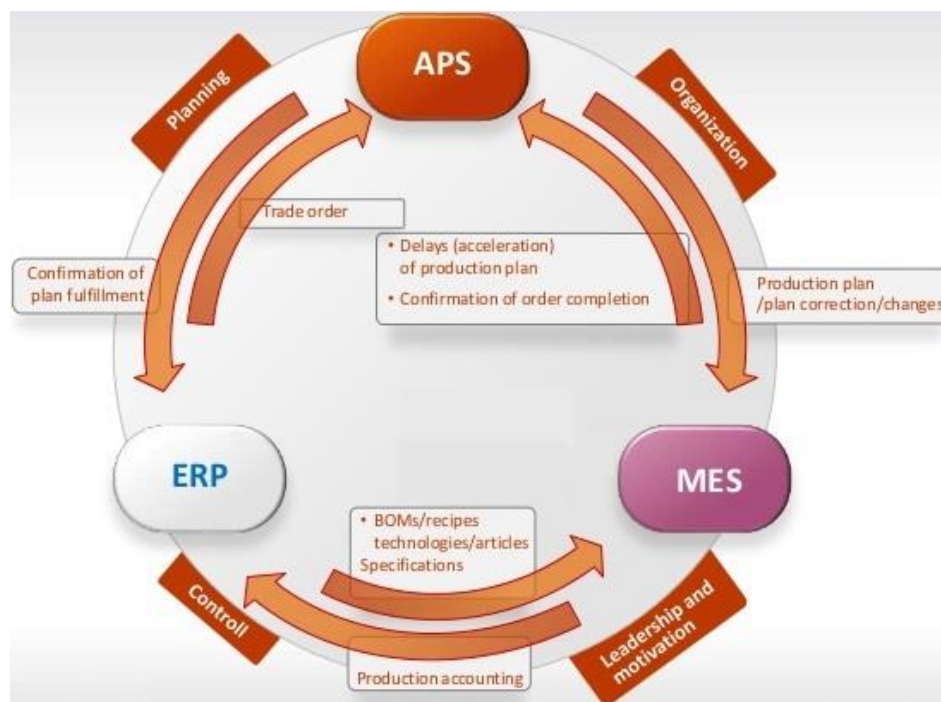 APS
Planning
Organization
Trade order
• Delays (acceleration)
of production plan
• Confirmation of order completion
Confirmation of
plan fulfillment
Production plan
/plan correction/changes
ERP
MES
• BOMs/recipes
technologies/articles
Specifications
Controll
Leadership and
motivation
Production accounting